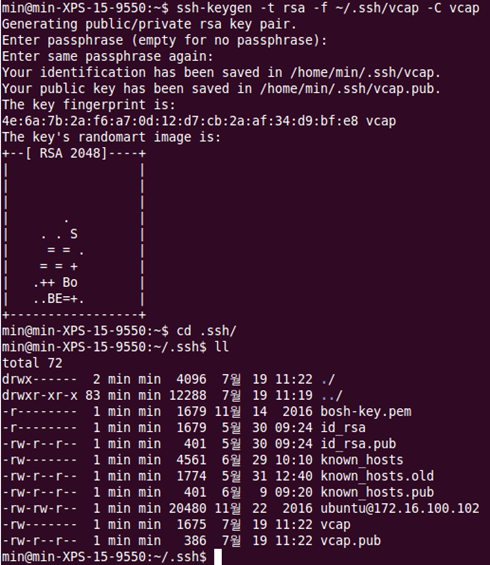 min@min-XPS-15-9550:~$ ssh-keygen -t rsa -f ~/.ssh/vcap -C vcap
Generating public/private rsa key pair.
Enter passphrase (empty for no passphrase):
Enter same passphrase again:
Your identification has been saved in /home/min/.ssh/vcap.
Your public key has been saved in /home/min/.ssh/vcap.pub.
The key fingerprint is:
4e:6a:7b:2a:f6:a7:0d:12:d7:cb:2a:af:34:d9:bf:e8 vcap
The key's randomart image is:
+--[ RSA 2048]----+
|                 |
|                 |
|                 |
|       .         |
|    . . S        |
|     = = .       |
|    = = +        |
|   .++ Bo        |
|   ..BE=+.       |
+-----------------+
min@min-XPS-15-9550:~$ cd .ssh/
min@min-XPS-15-9550:~/.ssh$ ll
total 72
drwx------  2 min min  4096  7월 19 11:22 ./
drwxr-xr-x 83 min min 12288  7월 19 11:19 ../
-r--------  1 min min  1679 11월 14  2016 bosh-key.pem
-r--------  1 min min  1679  5월 30 09:24 id_rsa
-rw-r--r--  1 min min   401  5월 30 09:24 id_rsa.pub
-rw-------  1 min min  4561  6월 29 10:10 known_hosts
-rw-r--r--  1 min min  1774  5월 31 12:40 known_hosts.old
-rw-r--r--  1 min min   401  6월  9 09:20 known_hosts.pub
-rw-rw-r--  1 min min 20480 11월 22  2016 ubuntu@172.16.100.102
-rw-------  1 min min  1675  7월 19 11:22 vcap
-rw-r--r--  1 min min   386  7월 19 11:22 vcap.pub
min@min-XPS-15-9550:~/.ssh$